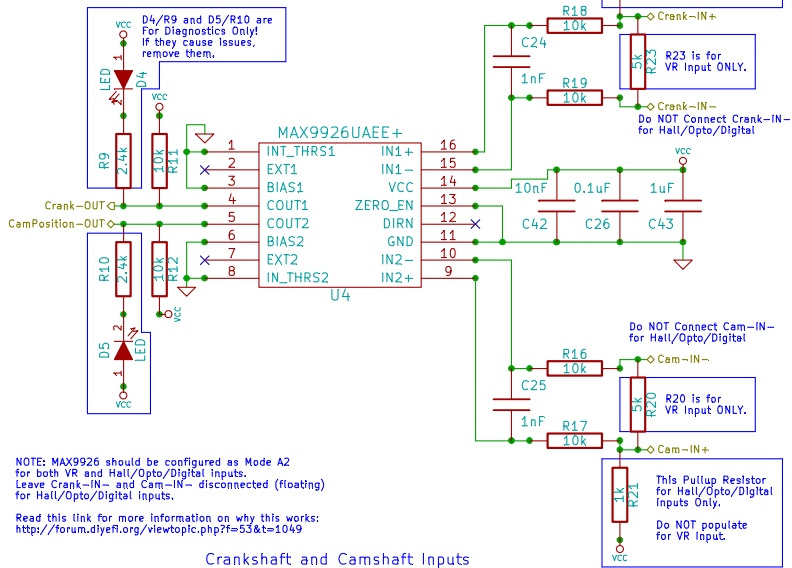 R18
10k
Crank-IN+
D4/R9 and D5/R10 are
For Diagnostics Only!
If they cause issues,
remove them.
VCC
1
LED
D4
2
C24
1nF
5k
R23
R23 is for
VR Input ONLY.
R19
10k
Crank-IN-
Do NOT Connect Crank-IN-
for Hall/Opto/Digital
VCC
R9
2.4k
10k
R11
MAX9926UAEE+
1
INT_THRS1
IN1+
16
2
EXT1
IN1-
15
3
BIAS1
VCC
14
4
COUT1
ZERO_EN
13
5
COUT2
DIRN
12
6
BIAS2
GND
11
7
EXT2
IN2-
10
8
IN_THRS2
IN2+
9
U4
VCC
10nF
0.1uF
1uF
C42
C26
C43
Crank-OUT
CamPosition-OUT
R10
2.4k
10k
R12
VCC
2
D5
LED
1
VCC
Do NOT Connect Cam-IN-
for Hall/Opto/Digital
R16
10k
Cam-IN-
C25
1nF
5k
R20
R20 is for
VR Input ONLY.
R17
10k
Cam-IN+
1k
R21
VCC
This Pullup Resistor
for Hall/Opto/Digital
Inputs Only.
Do NOT populate
for VR Input.
NOTE: MAX9926 should be configured as Mode A2
for both VR and Hall/Opto/Digital inputs.
Leave Crank-IN- and Cam-IN- disconnected (floating)
for Hall/Opto/Digital inputs.
Read this link for more information on why this works:
http://forum.diyefi.org/viewtopic.php?f=53&t=1049
Crankshaft and Camshaft Inputs